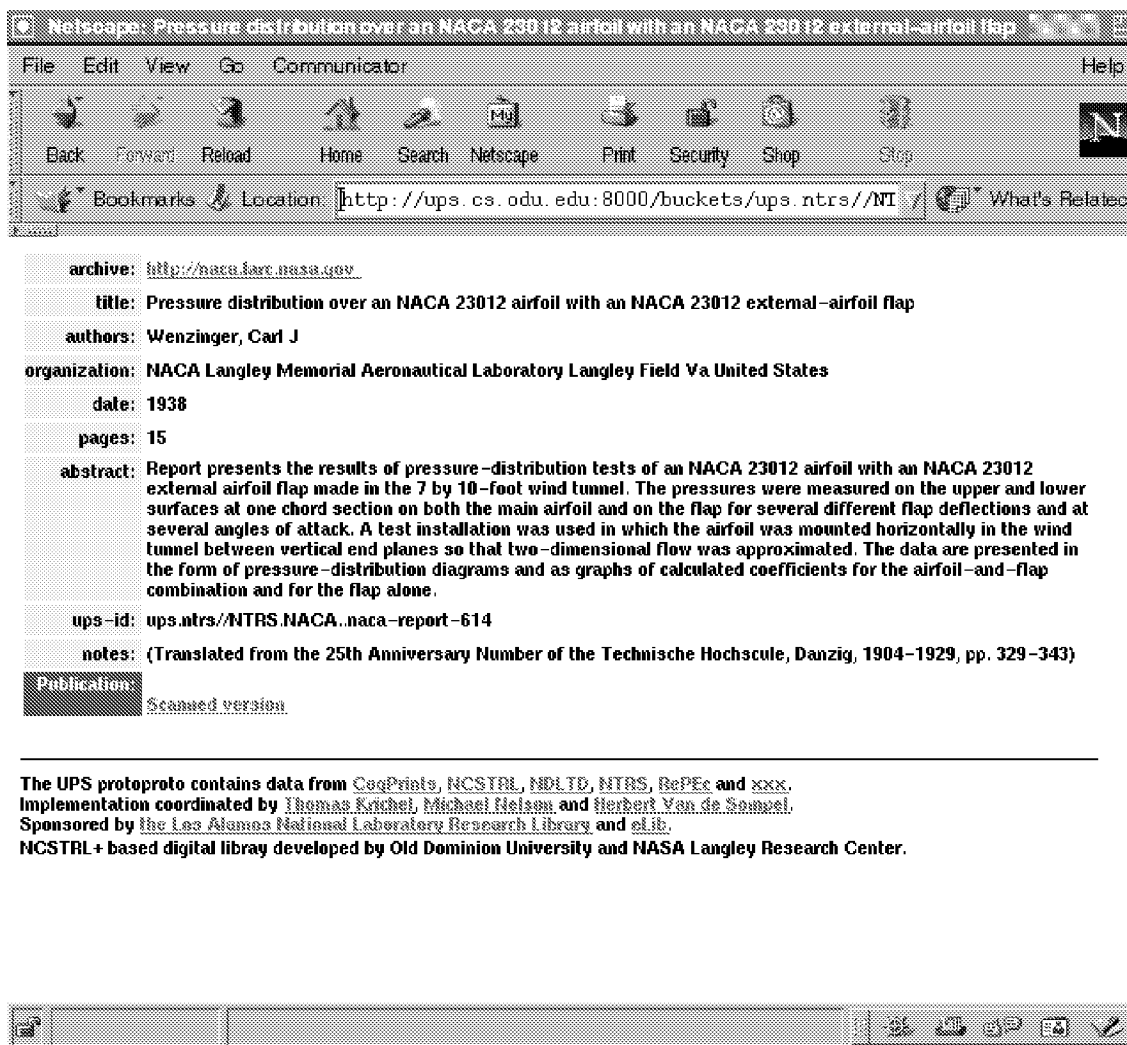 Netscape: Pressure distribution over an NACA 23012 airfoil with an NACA 23012 external-airfoil flap
File Edit View Go Communicator Help
My
N
Back Forward Reload Home Search Netscape Print Security Shop Stop
Bookmarks Location: http://ups.cs.odu.edu:8000/buckets/ups.ntrs//NT What's Related
archive: http://naca.larc.nasa.gov
title: Pressure distribution over an NACA 23012 airfoil with an NACA 23012 external-airfoil flap
authors: Wenzinger, Carl J
organization: NACA Langley Memorial Aeronautical Laboratory Langley Field Va United States
date: 1938
pages: 15
abstract: Report presents the results of pressure-distribution tests of an NACA 23012 airfoil with an NACA 23012
external airfoil flap made in the 7 by 10-foot wind tunnel. The pressures were measured on the upper and lower
surfaces at one chord section on both the main airfoil and on the flap for several different flap deflections and at
several angles of attack. A test installation was used in which the airfoil was mounted horizontally in the wind
tunnel between vertical end planes so that two-dimensional flow was approximated. The data are presented in
the form of pressure-distribution diagrams and as graphs of calculated coefficients for the airfoil-and-flap
combination and for the flap alone.
ups-id: ups.ntrs//NTRS.NACA..naca-report-614
notes: (Translated from the 25th Anniversary Number of the Technische Hochscule, Danzig, 1904-1929, pp. 329-343)
Publication:
Scanned version
The UPS protoproto contains data from CogPrints, NCSTRL, NDLTD, NTRS, RePEc and xxx.
Implementation coordinated by Thomas Krichel, Michael Nelson and Herbert Van de Sompel.
Sponsored by the Los Alamos National Laboratory Research Library and eLib.
NCSTRL+ based digital libray developed by Old Dominion University and NASA Langley Research Center.